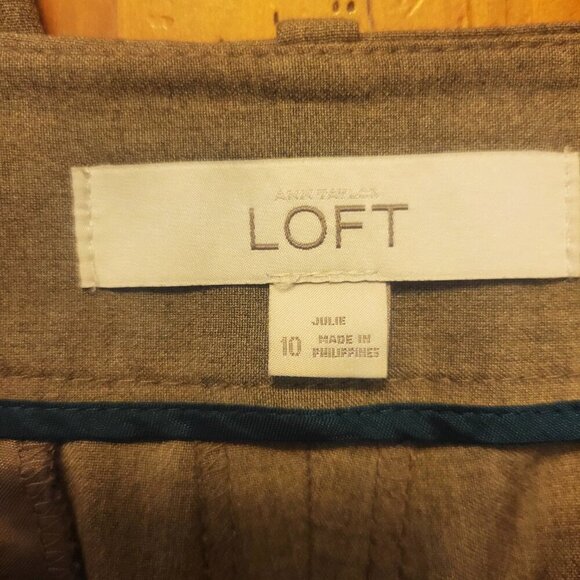 ANN TAYLOR
LOFT
JULIE
10
MADE IN
PHILIPPINES